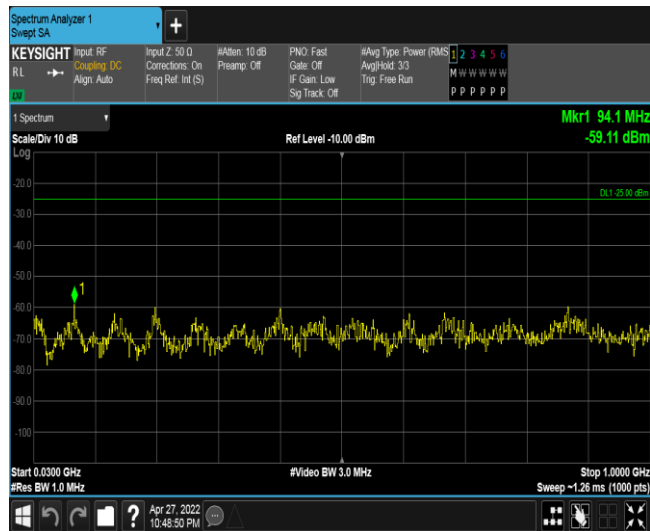 Spectrum Analyzer 1
Swept SA
+
KEYSIGHT
RL
Input: RF
Coupling: DC
Align: Auto
Input Z: 50 Ω
Corrections: On
Freq Ref: Int (S)
#Atten: 10 dB
Preamp: Off
PNO: Fast
Gate: Off
IF Gain: Low
Sig Track: Off
#Avg Type: Power (RMS
Avg|Hold: 3/3
Trig: Free Run
1 2 3 4 5 6
M W W W W W
P P P P P P
1 Spectrum
Scale/Div 10 dB
Ref Level -10.00 dBm
Mkr1 94.1 MHz
-59.11 dBm
Log
DL1 -25.00 dBm
1
-20.0
-30.0
-40.0
-50.0
-60.0
-70.0
-80.0
-90.0
-100
Start 0.0300 GHz
#Video BW 3.0 MHz
Stop 1.0000 GHz
#Res BW 1.0 MHz
Sweep ~1.26 ms (1000 pts)
?
Apr 27, 2022
10:48:50 PM